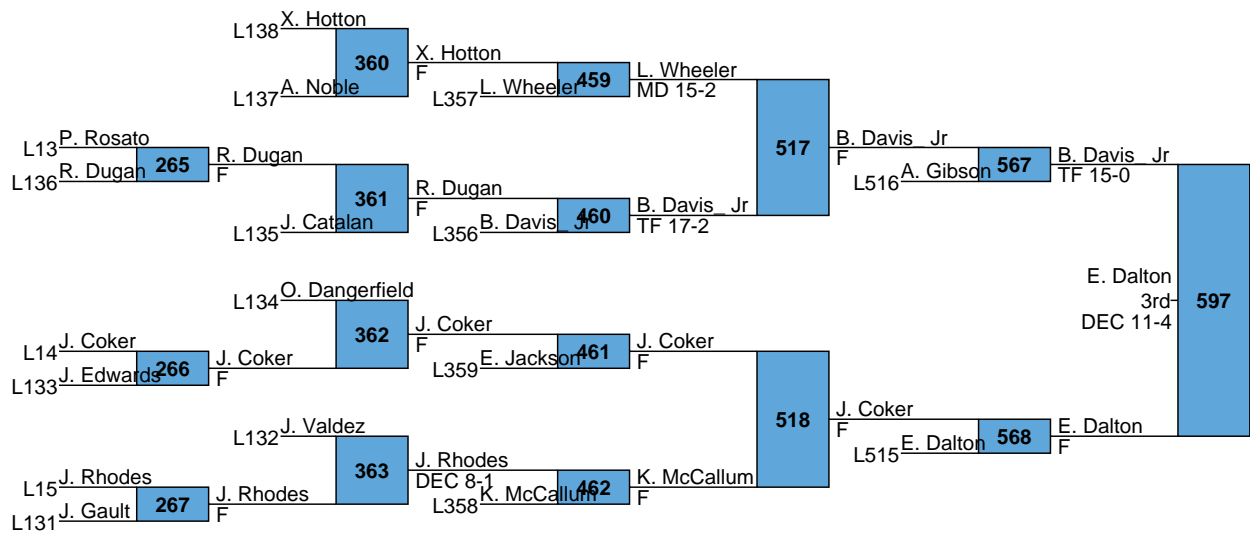 L138 X. Hotton
360
X. Hotton
F
L137 A. Noble
L357 L. Wheeler
459
L. Wheeler
MD 15-2
517
L13 P. Rosato
265
R. Dugan
F
L136 R. Dugan
361
R. Dugan
F
L135 J. Catalan
L356 B. Davis_ Jr
460
B. Davis_ Jr
TF 17-2
B. Davis_ Jr
F
L516 A. Gibson
567
B. Davis_ Jr
TF 15-0
L134 O. Dangerfield
362
J. Coker
F
L14 J. Coker
266
J. Coker
F
L133 J. Edwards
L359 E. Jackson
461
J. Coker
F
518
E. Dalton
3rd
DEC 11-4
597
L132 J. Valdez
363
J. Rhodes
DEC 8-1
L15 J. Rhodes
267
J. Rhodes
F
L131 J. Gault
L358 K. McCallum
462
K. McCallum
F
J. Coker
F
L515 E. Dalton
568
E. Dalton
F